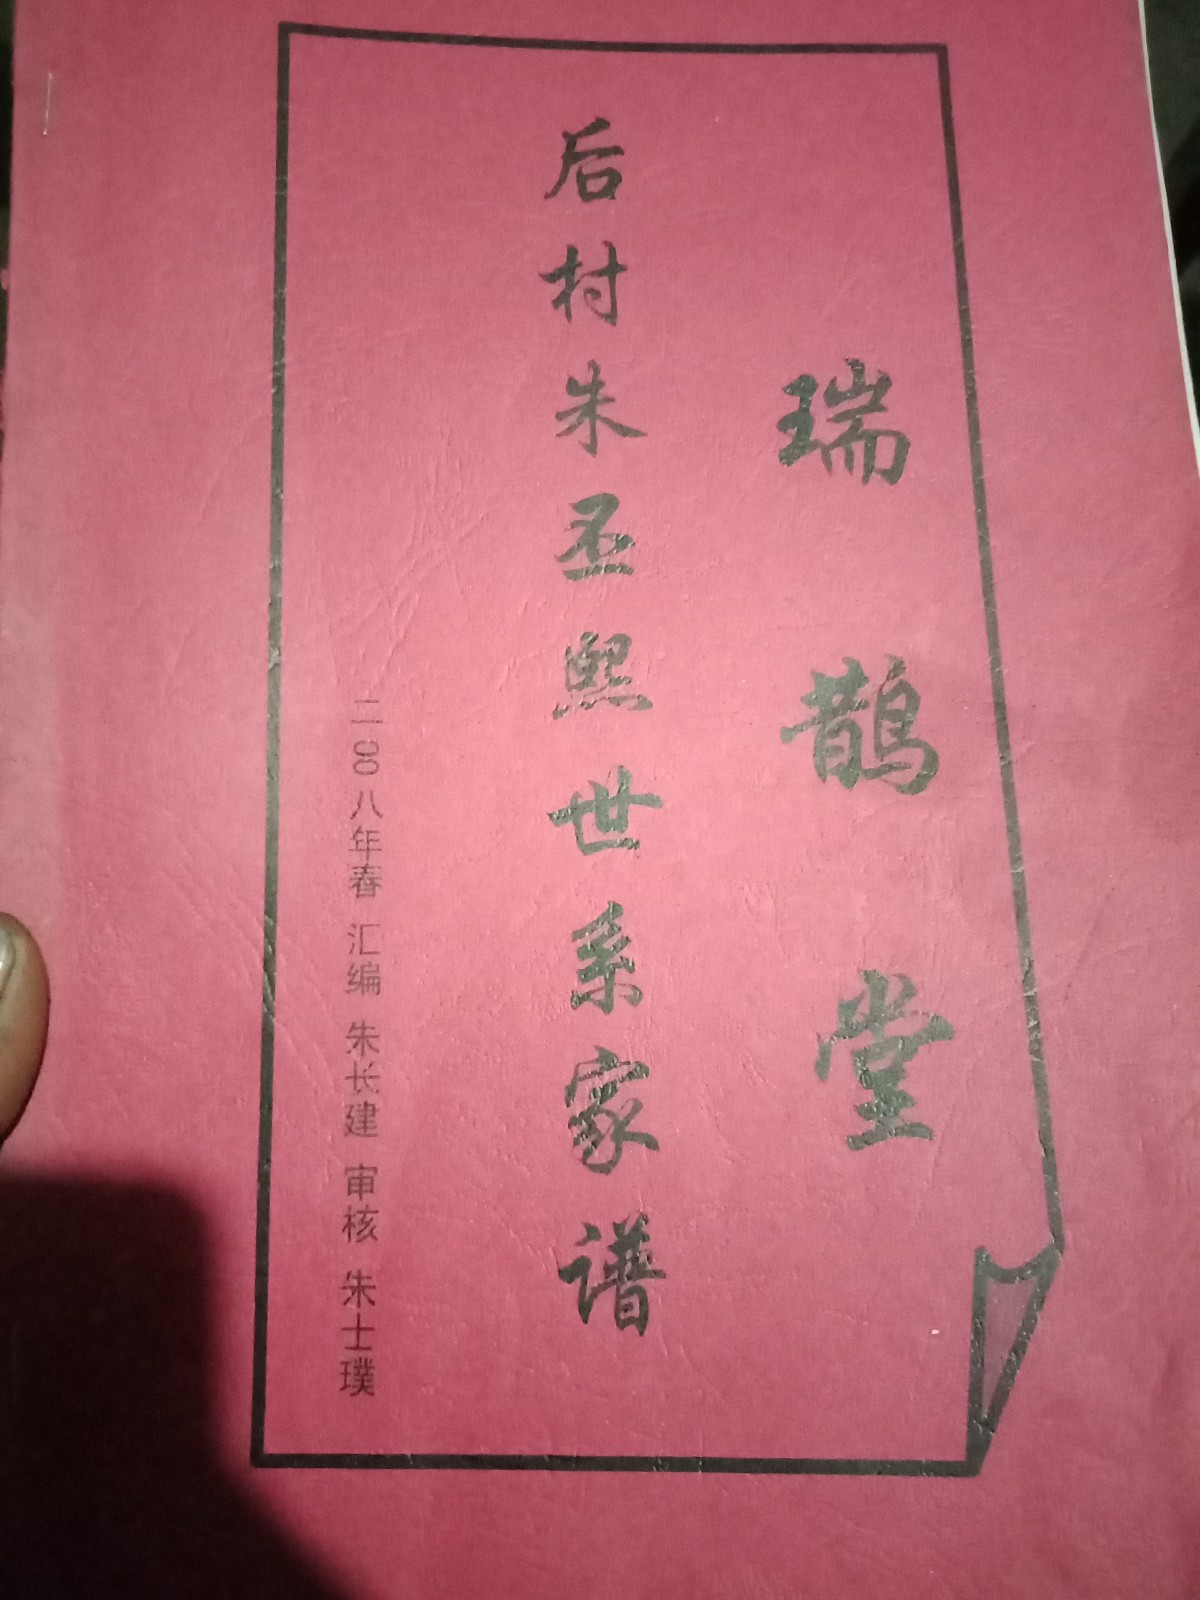 瑞鹊堂
后村朱丕熙世系家谱
二00八年春 汇编 朱长建 审核 朱士璞